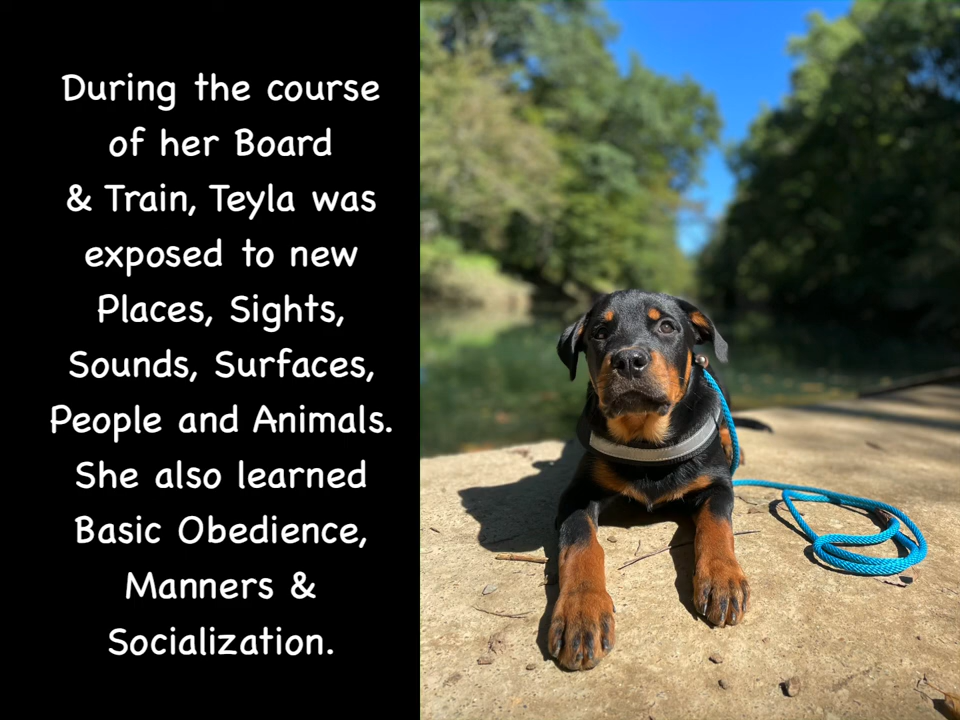 During the course
of her Board
& Train, Teyla was
exposed to new
Places, Sights,
Sounds, Surfaces,
People and Animals.
She also learned
Basic Obedience,
Manners &
Socialization.